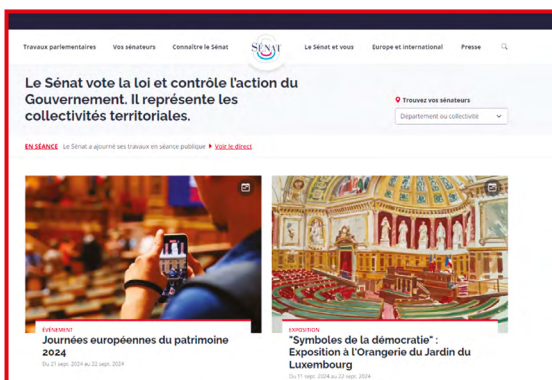 Travaux parlementaires Vos sénateurs Connaître le Sénat SÉNAT Le Sénat et vous Europe et international Presse
Le Sénat vote la loi et contrôle l'action du
Gouvernement. Il représente les
collectivités territoriales.
Trouvez vos sénateurs
Département ou collectivité
EN SÉANCE Le Sénat a ajourné ses travaux en séance publique Voir le direct
ÉVÉNEMENT
Journées européennes du patrimoine
2024
Du 21 sept. 2024 au 22 sept. 2024
EXPOSITION
"Symboles de la démocratie" :
Exposition à l'Orangerie du Jardin du
Luxembourg
Du 11 sept. 2024 au 22 sept. 2024